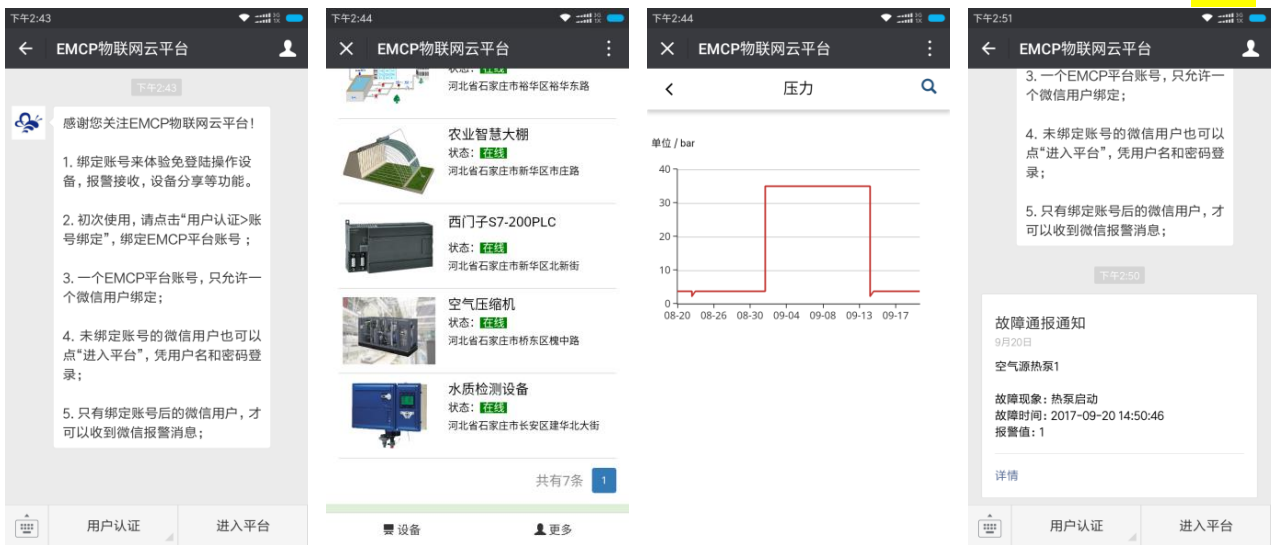 下午2:43
EMCP物联网云平台
下午2:43
感谢您关注EMCP物联网云平台!
1. 绑定账号来体验免登陆操作设
备,报警接收,设备分享等功能。
2. 初次使用,请点击“用户认证>账
号绑定”,绑定EMCP平台账号 ;
3. 一个EMCP平台账号,只允许一
个微信用户绑定;
4. 未绑定账号的微信用户也可以
点“进入平台”,凭用户名和密码登
录;
5. 只有绑定账号后的微信用户,才
可以收到微信报警消息;
用户认证
进入平台
下午2:44
EMCP物联网云平台
状态: 在线
河北省石家庄市裕华区裕华东路
农业智慧大棚
状态: 在线
河北省石家庄市新华区市庄路
西门子S7-200PLC
状态: 在线
河北省石家庄市新华区北新街
空气压缩机
状态: 在线
河北省石家庄市桥东区槐中路
水质检测设备
状态: 在线
河北省石家庄市长安区建华北大街
共有7条 1
设备
更多
下午2:44
EMCP物联网云平台
压力
单位 / bar
40
30
20
10
0
08-20 08-26 08-30 09-04 09-08 09-13 09-17
下午2:51
EMCP物联网云平台
3. 一个EMCP平台账号,只允许一
个微信用户绑定;
4. 未绑定账号的微信用户也可以
点“进入平台”,凭用户名和密码登
录;
5. 只有绑定账号后的微信用户,才
可以收到微信报警消息;
下午2:50
故障通报通知
9月20日
空气源热泵1
故障现象: 热泵启动
故障时间: 2017-09-20 14:50:46
报警值: 1
详情
用户认证
进入平台